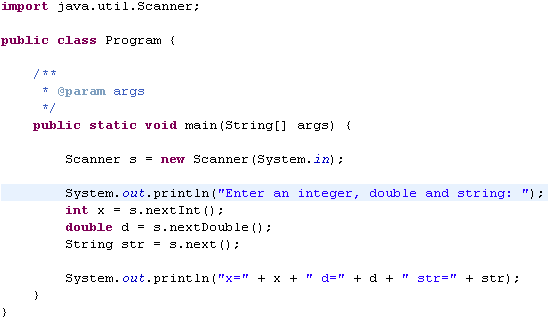 import java.util.Scanner;
public class Program {
/**
* @param args
*/
public static void main(String[] args) {
Scanner s = new Scanner(System.in);
System.out.println("Enter an integer, double and string: ");
int x = s.nextInt();
double d = s.nextDouble();
String str = s.next();
System.out.println("x=" + x + " d=" + d + " str=" + str);
}
}